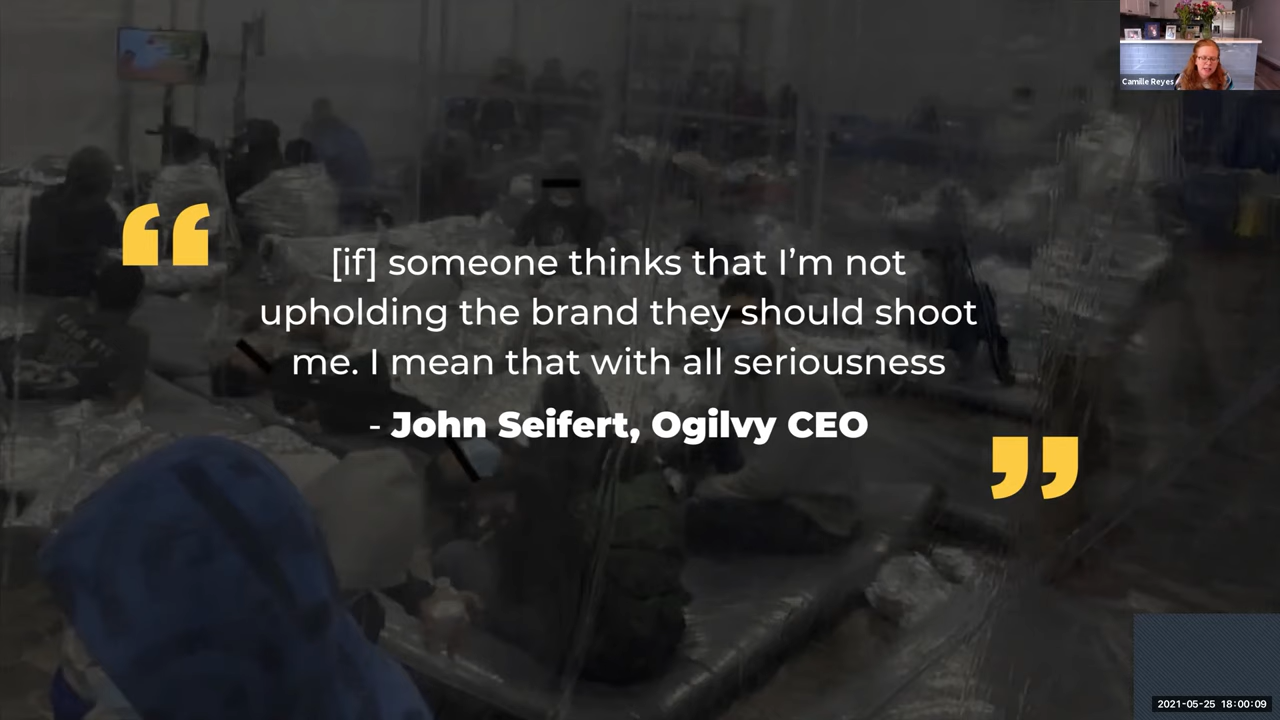 Camille Reyes
“
[if] someone thinks that I’m not
upholding the brand they should shoot
me. I mean that with all seriousness
- John Seifert, Ogilvy CEO
”
2021-05-25 18:00:09